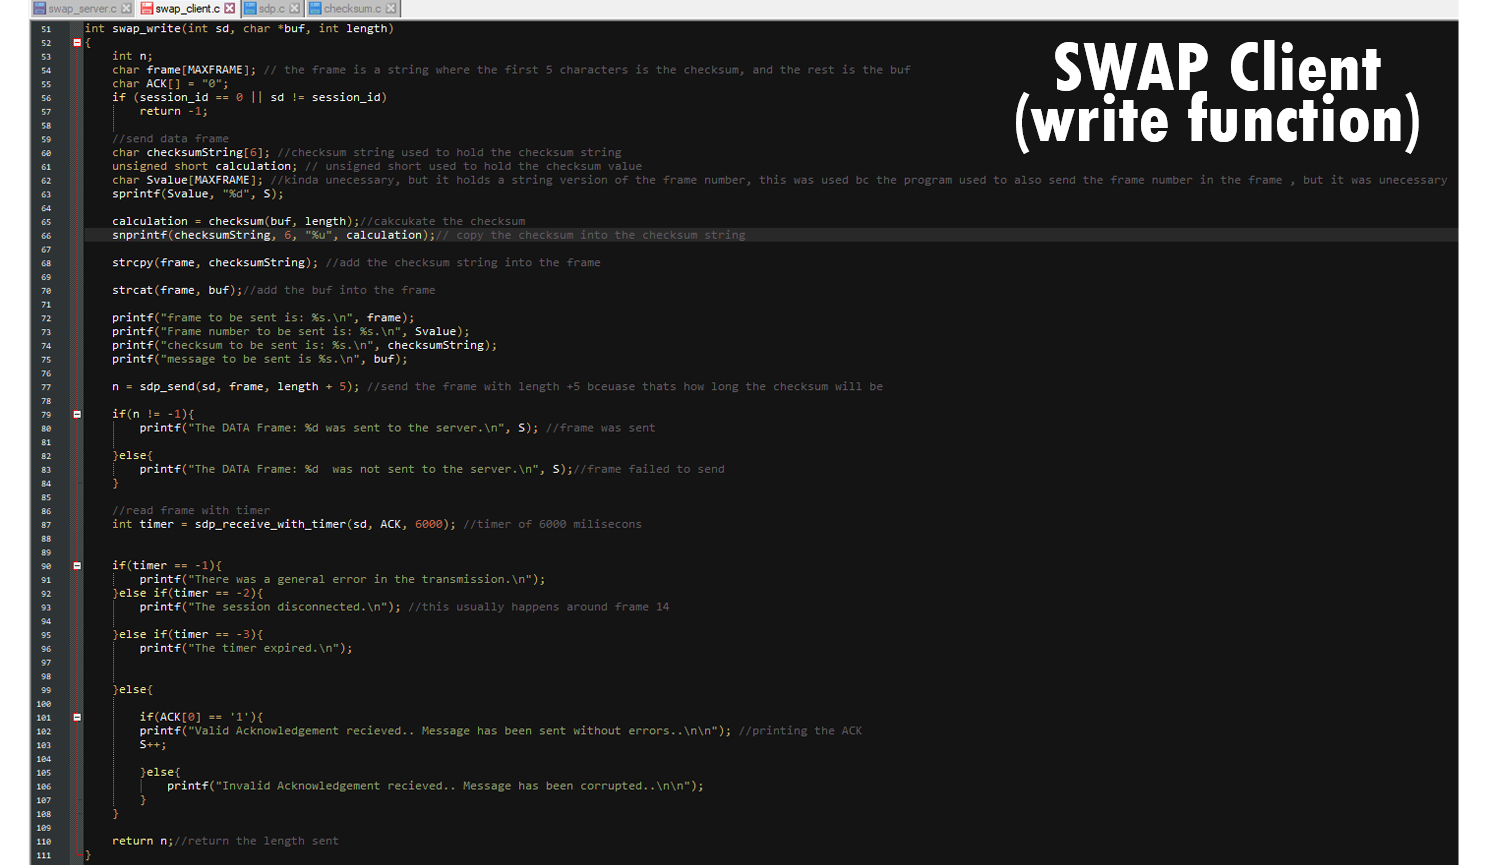 swap_server.c swap_client.c sdp.c checksum.c
SWAP Client
(write function)
51 int swap_write(int sd, char *buf, int length)
52 {
53 int n;
54 char frame[MAXFRAME]; // the frame is a string where the first 5 characters is the checksum, and the rest is the buf
55 char ACK[] = "0";
56 if (session_id == 0 || sd != session_id)
57 return -1;
58
59 //send data frame
60 char checksumString[6]; //checksum string used to hold the checksum string
61 unsigned short calculation; // unsigned short used to hold the checksum value
62 char Svalue[MAXFRAME]; //kinda unecessary, but it holds a string version of the frame number, this was used bc the program used to also send the frame number in the frame , but it was unecessary
63 sprintf(Svalue, "%d", S);
64
65 calculation = checksum(buf, length);//cakcukate the checksum
66 snprintf(checksumString, 6, "%u", calculation);// copy the checksum into the checksum string
67
68 strcpy(frame, checksumString); //add the checksum string into the frame
69
70 strcat(frame, buf);//add the buf into the frame
71
72 printf("frame to be sent is: %s.\n", frame);
73 printf("Frame number to be sent is: %s.\n", Svalue);
74 printf("checksum to be sent is: %s.\n", checksumString);
75 printf("message to be sent is %s.\n", buf);
76
77 n = sdp_send(sd, frame, length + 5); //send the frame with length +5 bceuase thats how long the checksum will be
78
79 if(n != -1){
80 printf("The DATA Frame: %d was sent to the server.\n", S); //frame was sent
81
82 }else{
83 printf("The DATA Frame: %d  was not sent to the server.\n", S);//frame failed to send
84 }
85
86 //read frame with timer
87 int timer = sdp_receive_with_timer(sd, ACK, 6000); //timer of 6000 milisecons
88
89
90 if(timer == -1){
91 printf("There was a general error in the transmission.\n");
92 }else if(timer == -2){
93 printf("The session disconnected.\n"); //this usually happens around frame 14
94
95 }else if(timer == -3){
96 printf("The timer expired.\n");
97
98
99 }else{
100
101 if(ACK[0] == '1'){
102 printf("Valid Acknowledgement recieved.. Message has been sent without errors..\n\n"); //printing the ACK
103 S++;
104
105 }else{
106 printf("Invalid Acknowledgement recieved.. Message has been corrupted..\n\n");
107 }
108 }
109
110 return n;//return the length sent
111 }